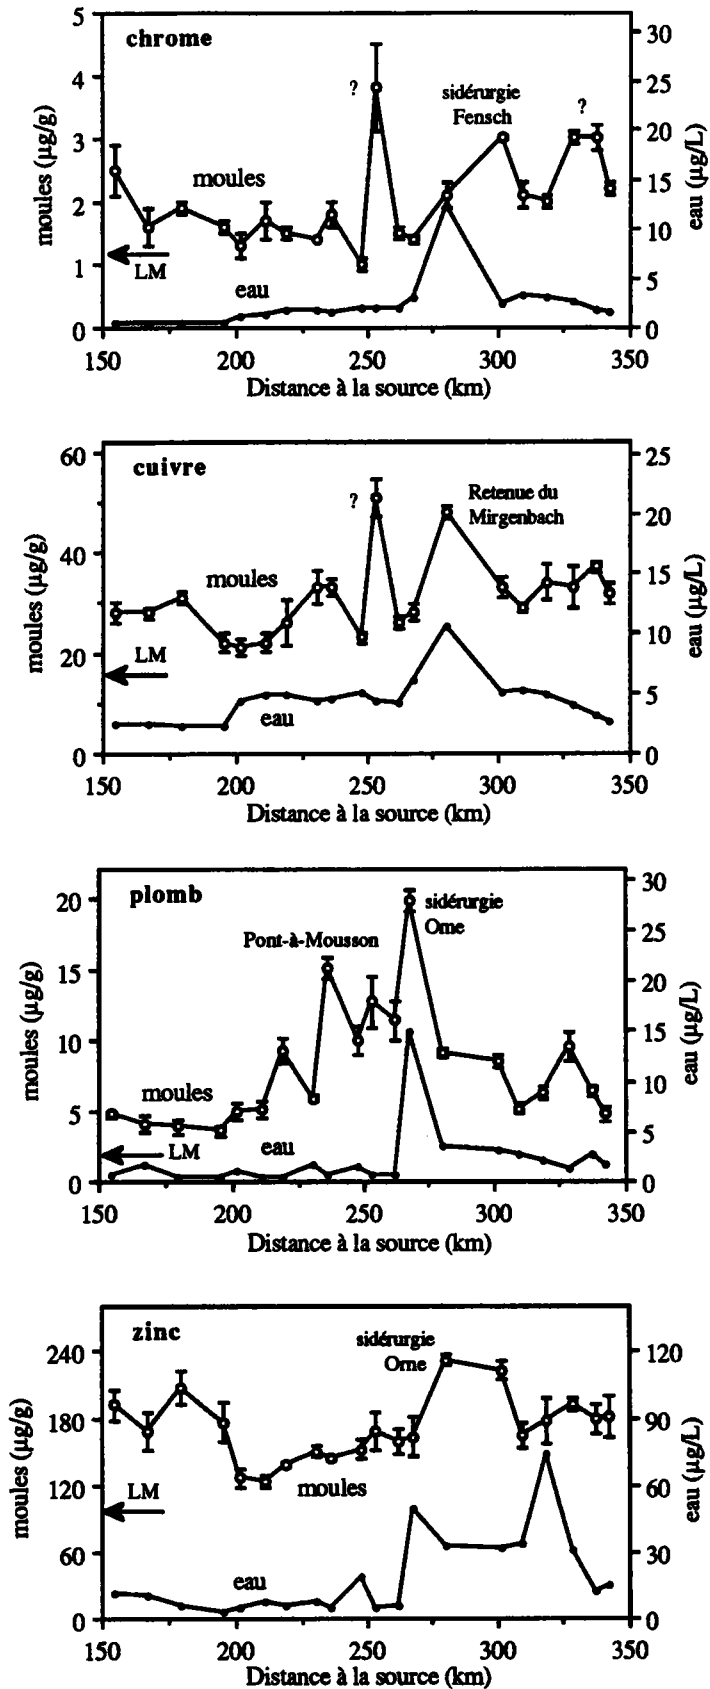 chrome
5
4
3
2
1
0
moules (µg/g)
30
25
20
15
10
5
0
eau (µg/L)
?
sidérurgie
Fensch
?
moules
LM
eau
150 200 250 300 350
Distance à la source (km)
cuivre
60
40
20
0
moules (µg/g)
25
20
15
10
5
0
eau (µg/L)
?
Retenue du
Mirgenbach
moules
LM
eau
150 200 250 300 350
Distance à la source (km)
plomb
20
15
10
5
0
moules (µg/g)
30
25
20
15
10
5
0
eau (µg/L)
sidérurgie
Orne
Pont-à-Mousson
moules
LM
eau
150 200 250 300 350
Distance à la source (km)
zinc
240
180
120
60
0
moules (µg/g)
120
90
60
30
0
eau (µg/L)
sidérurgie
Orne
LM
moules
eau
150 200 250 300 350
Distance à la source (km)